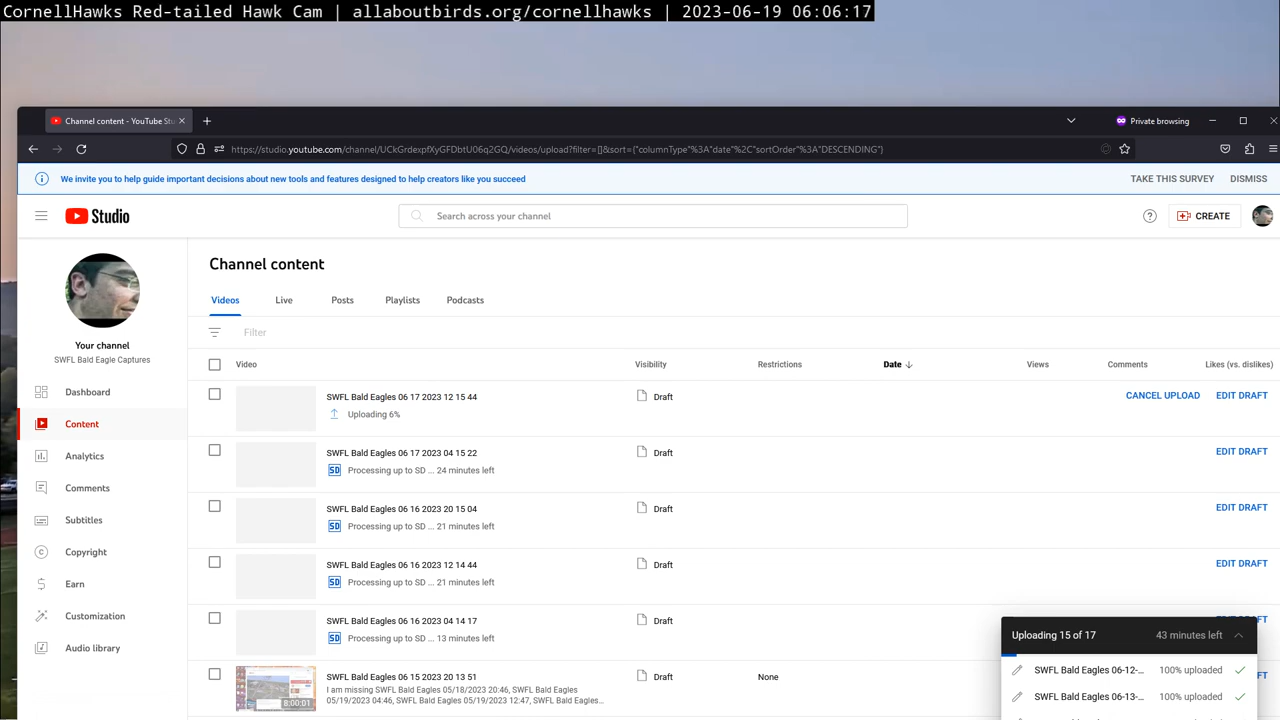 CornellHawks Red-tailed Hawk Cam | allaboutbirds.org/cornellhawks | 2023-06-19 06:06:17
Channel content - YouTube Stu
Private browsing
https://studio.youtube.com/channel/UCkGrdexpfXyGFDbtU06q2GQ/videos/upload?filter=[]&sort={"columnType"%3A"date"%2C"sortOrder"%3A"DESCENDING"}
We invite you to help guide important decisions about new tools and features designed to help creators like you succeed
TAKE THIS SURVEY
DISMISS
Studio
Search across your channel
CREATE
Your channel
SWFL Bald Eagle Captures
Dashboard
Content
Analytics
Comments
Subtitles
Copyright
Earn
Customization
Audio library
Channel content
Videos Live Posts Playlists Podcasts
Filter
Video Visibility Restrictions Date Views Comments Likes (vs. dislikes)
SWFL Bald Eagles 06 17 2023 12 15 44
Uploading 6%
Draft
CANCEL UPLOAD
EDIT DRAFT
SWFL Bald Eagles 06 17 2023 04 15 22
SD Processing up to SD ... 24 minutes left
Draft
EDIT DRAFT
SWFL Bald Eagles 06 16 2023 20 15 04
SD Processing up to SD ... 21 minutes left
Draft
EDIT DRAFT
SWFL Bald Eagles 06 16 2023 12 14 44
SD Processing up to SD ... 21 minutes left
Draft
EDIT DRAFT
SWFL Bald Eagles 06 16 2023 04 14 17
SD Processing up to SD ... 13 minutes left
Draft
SWFL Bald Eagles 06 15 2023 20 13 51
I am missing SWFL Bald Eagles 05/18/2023 20:46, SWFL Bald Eagles
05/19/2023 04:46, SWFL Bald Eagles 05/19/2023 12:47, SWFL Bald Eagles...
8:00:01
Draft
None
Uploading 15 of 17
43 minutes left
SWFL Bald Eagles 06-12-... 100% uploaded
SWFL Bald Eagles 06-13-... 100% uploaded